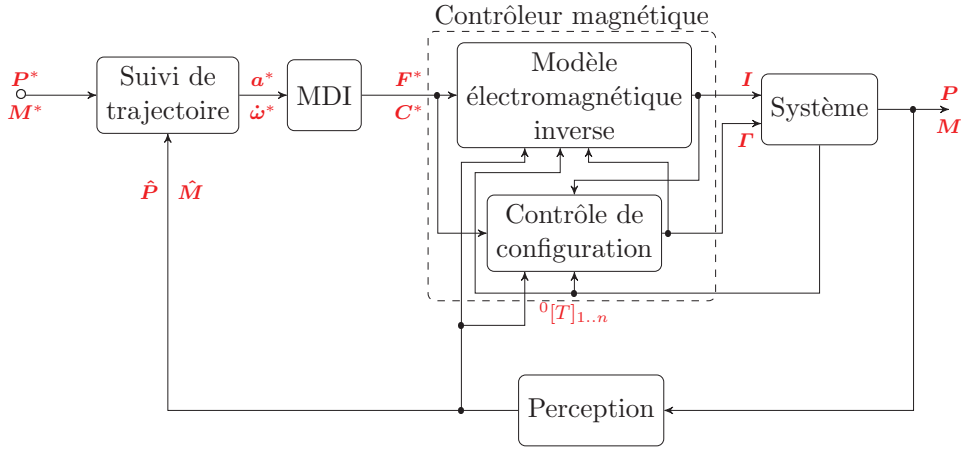 Contrôleur magnétique
P*
M*
Suivi de
trajectoire
a*
ω̇*
MDI
F*
C*
Modèle
électromagnétique
inverse
I
Γ
Système
P
M
P̂ M̂
Contrôle de
configuration
⁰[T]₁..ₙ
Perception